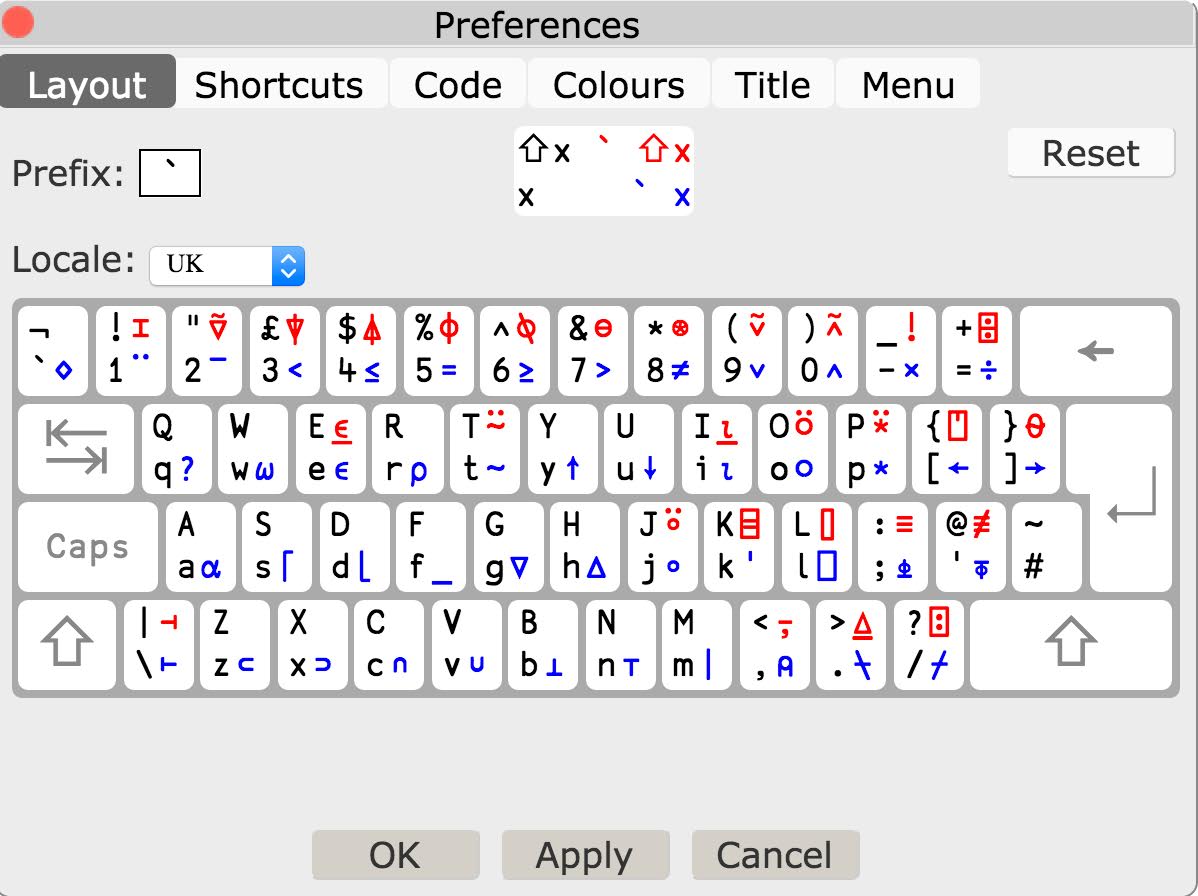 Preferences
Layout Shortcuts Code Colours Title Menu
Prefix: `
⇧x ` ⇧x
x ` x
Reset
Locale: UK
¬ !⌶ "⍫ £⍒ $⍋ %⌽ ^⍉ &⊖ *⍟ (⍱ )⍲ _! +⌹ ←
`⋄ 1¨ 2¯ 3< 4≤ 5= 6≥ 7> 8≠ 9∨ 0∧ -× =÷
Q W E⍷ R T⍨ Y U I⍸ O⍥ P⍣ {⍞ }⍬
q? w⍵ e∊ r⍴ t~ y↑ u↓ i⍳ o○ p* [← ]→
Caps
A S D F G H J⍤ K⌸ L⌷ :≡ @≢ ~
a⍺ s⌈ d⌊ f_ g∇ h∆ j∘ k' l⎕ ;⍎ '⍕ #
|⊣ Z X C V B N M <⍪ >⍙ ?⍠
\⊢ z⊂ x⊃ c∩ v∪ b⊥ n⊤ m| ,⍝ .⍀ /⌿
OK Apply Cancel